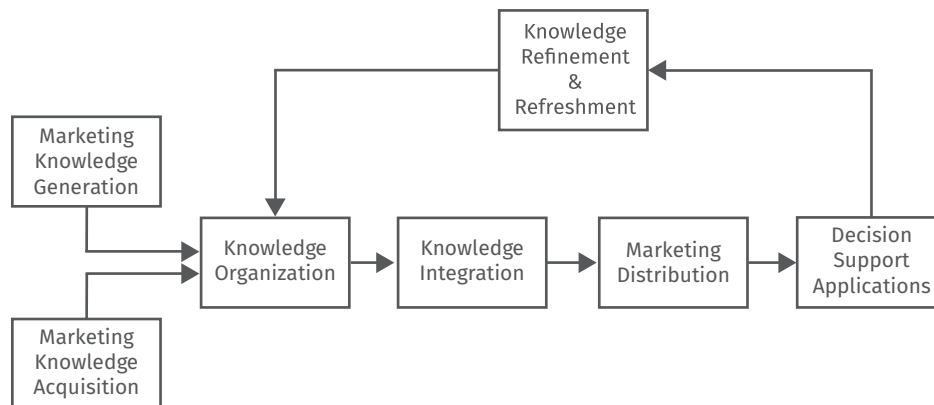 Knowledge
Refinement
&
Refreshment
Marketing
Knowledge
Generation
Knowledge
Organization
Knowledge
Integration
Marketing
Distribution
Decision
Support
Applications
Marketing
Knowledge
Acquisition